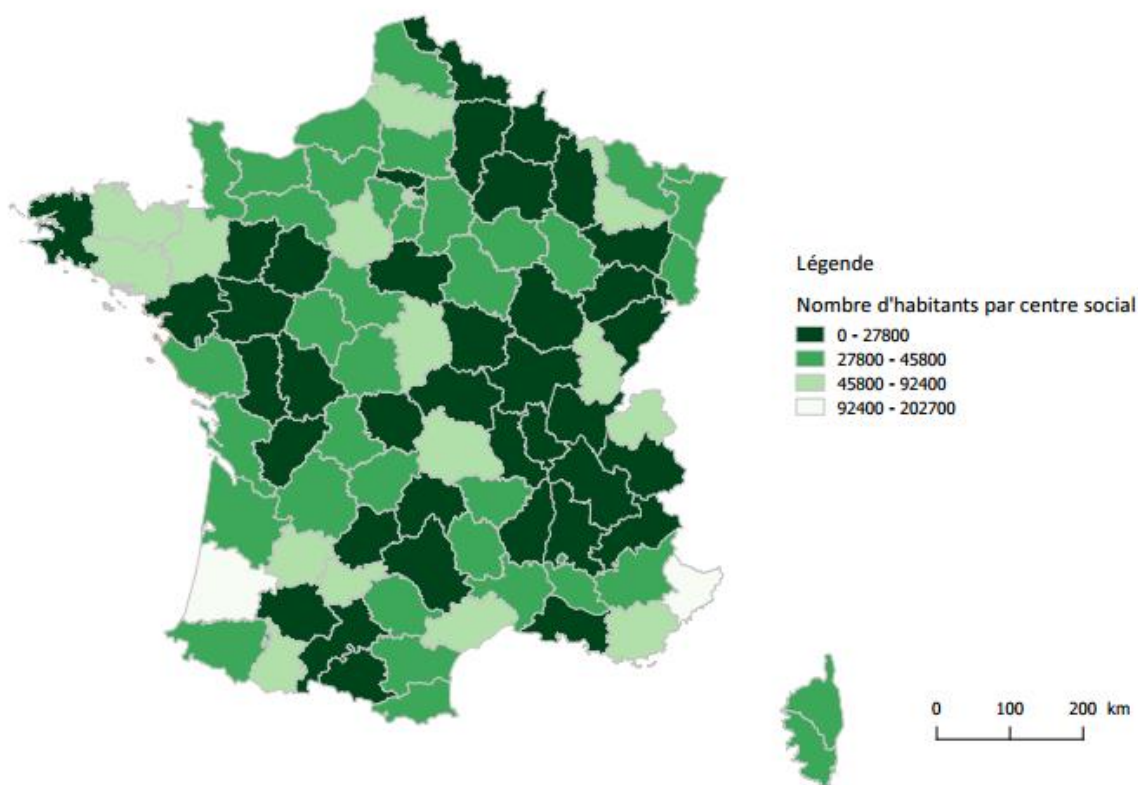 Légende
Nombre d'habitants par centre social
0 - 27800
27800 - 45800
45800 - 92400
92400 - 202700
0 100 200 km